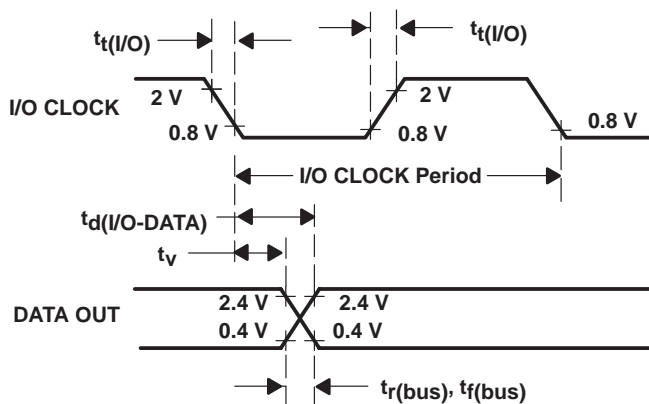 tt(I/O)
tt(I/O)
I/O CLOCK
2 V
2 V
0.8 V
0.8 V
0.8 V
I/O CLOCK Period
td(I/O-DATA)
tv
DATA OUT
2.4 V
2.4 V
0.4 V
0.4 V
tr(bus), tf(bus)